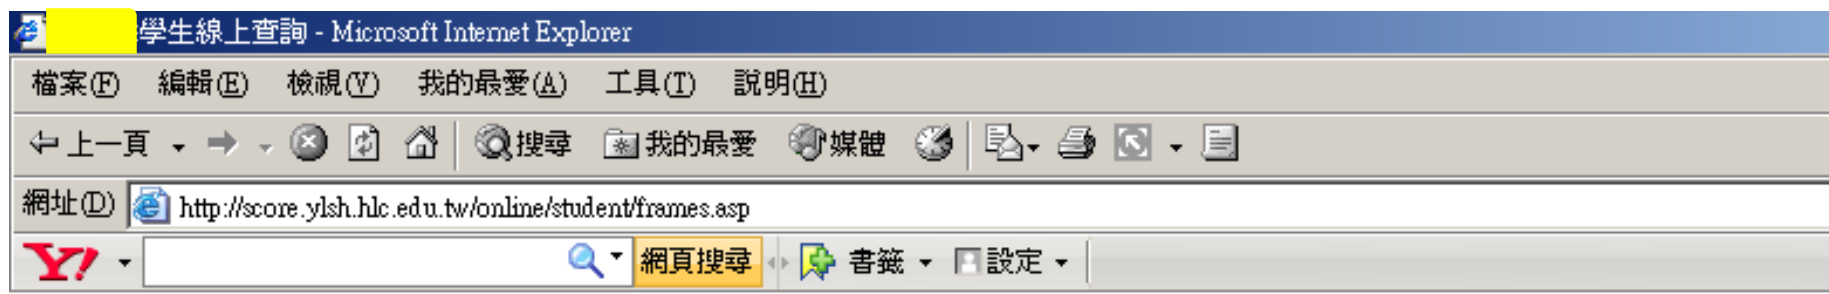 學生線上查詢 - Microsoft Internet Explorer
檔案(F) 編輯(E) 檢視(V) 我的最愛(A) 工具(T) 說明(H)
上一頁 搜尋 我的最愛 媒體
網址(D) http://score.ylsh.hlc.edu.tw/online/student/frames.asp
Y! 網頁搜尋 書籤 設定